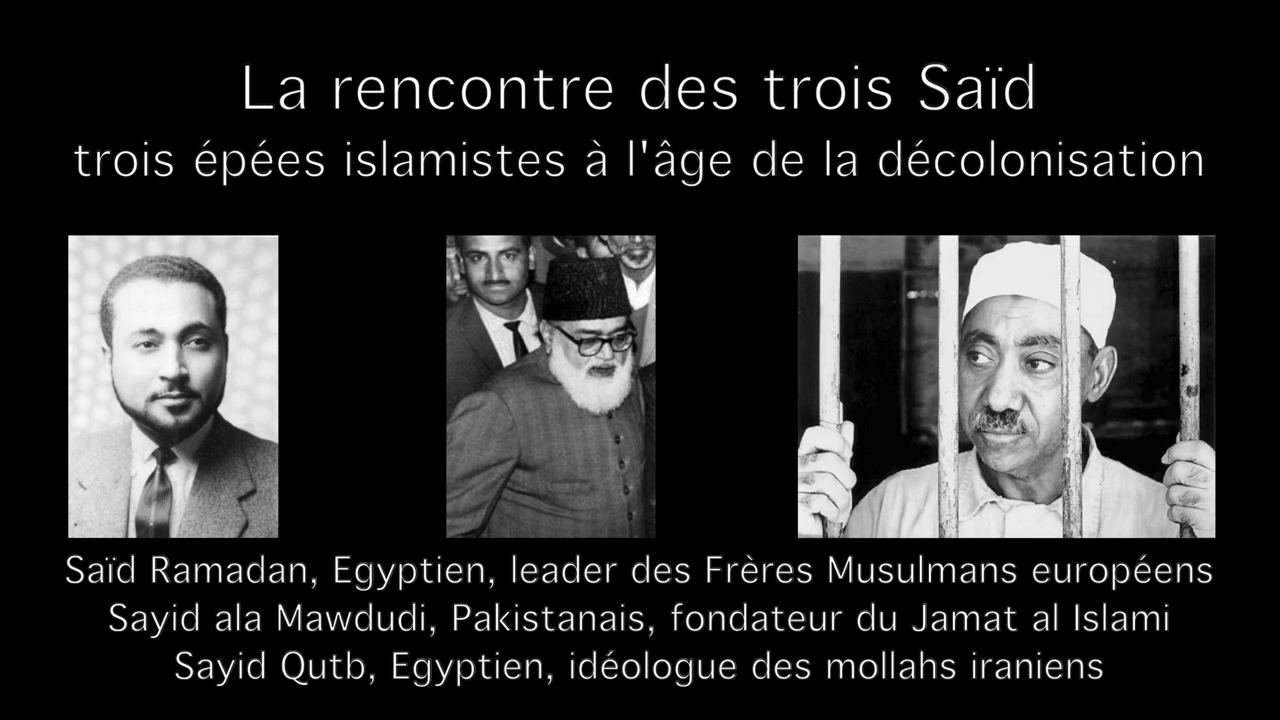 La rencontre des trois Saïd
trois épées islamistes à l'âge de la décolonisation
Saïd Ramadan, Egyptien, leader des Frères Musulmans européens
Sayid ala Mawdudi, Pakistanais, fondateur du Jamat al Islami
Sayid Qutb, Egyptien, idéologue des mollahs iraniens